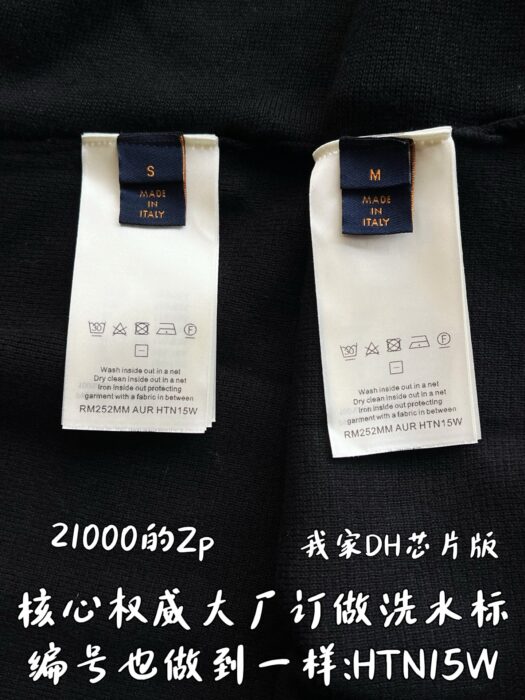 S
MADE
IN
ITALY
M
MADE
IN
ITALY
Wash inside out in a net
Dry clean inside out in a net
Iron inside out protecting
garment with a fabric in between
RM252MM AUR HTN15W
Wash inside out in a net
Dry clean inside out in a net
Iron inside out protecting
garment with a fabric in between
RM252MM AUR HTN15W
21000的Zp
我家DH芯片版
核心权威大厂订做洗水标
编号也做到一样:HTN15W